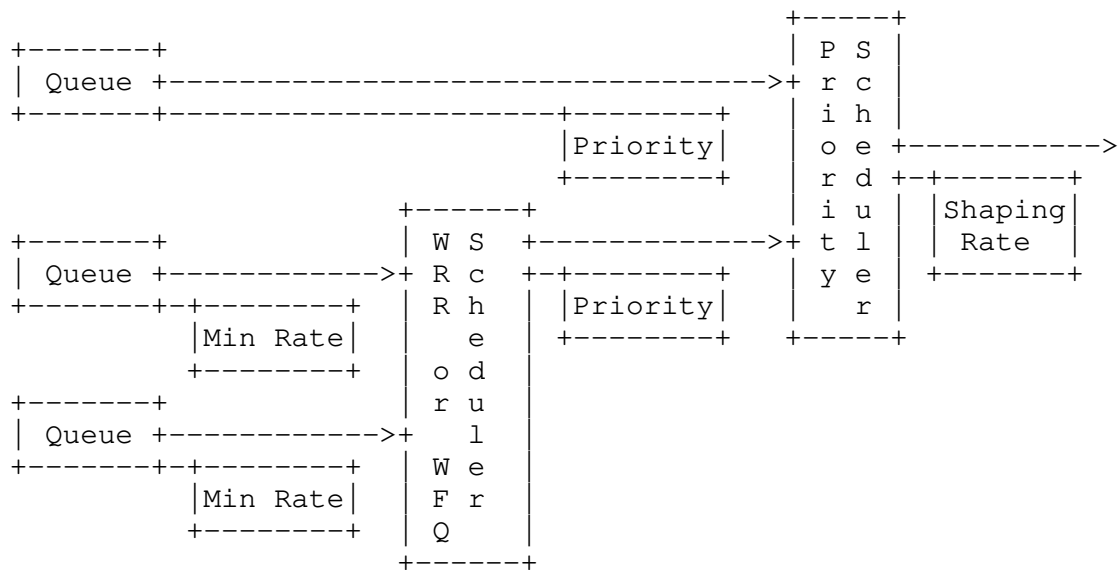 Queue
Priority
Priority
Scheduler
Shaping
Rate
Queue
Min Rate
WRR or WFQ
Scheduler
Priority
Queue
Min Rate